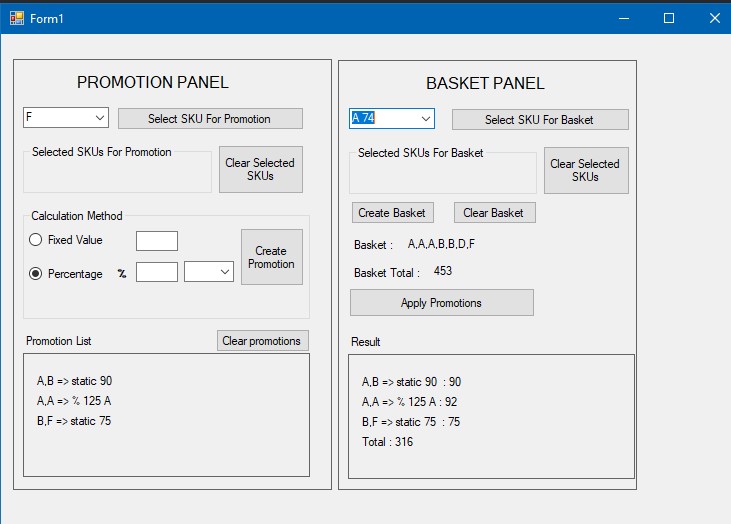 Form1
PROMOTION PANEL
F
Select SKU For Promotion
Selected SKUs For Promotion
Clear Selected
SKUs
Calculation Method
Fixed Value
Percentage %
Create
Promotion
Promotion List
Clear promotions
A,B => static 90
A,A => % 125 A
B,F => static 75
BASKET PANEL
A 74
Select SKU For Basket
Selected SKUs For Basket
Clear Selected
SKUs
Create Basket
Clear Basket
Basket : A,A,A,B,B,D,F
Basket Total : 453
Apply Promotions
Result
A,B => static 90 : 90
A,A => % 125 A : 92
B,F => static 75 : 75
Total : 316